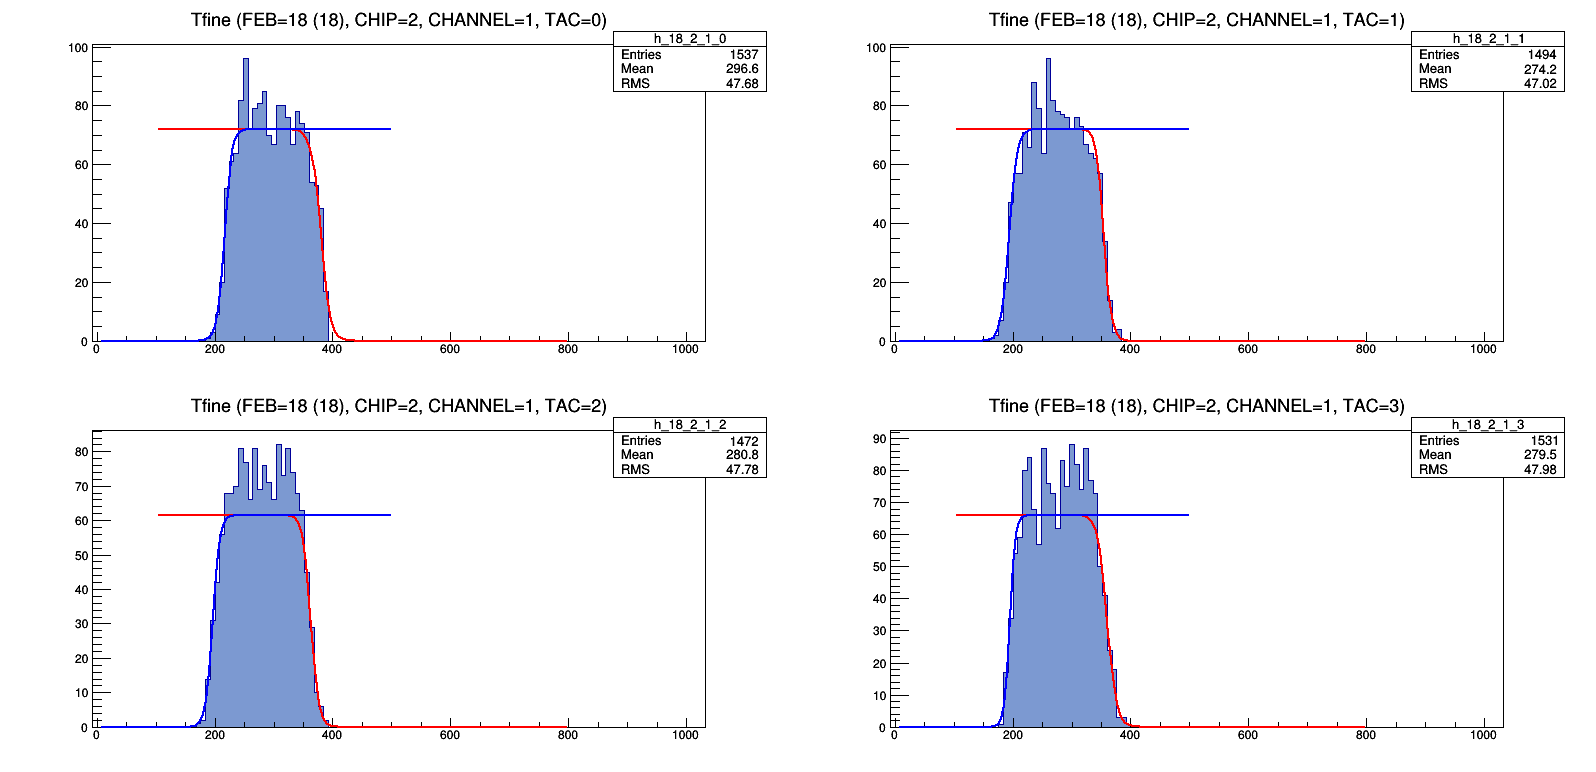 Tfine (FEB=18 (18), CHIP=2, CHANNEL=1, TAC=0)
h_18_2_1_0
Entries 1537
Mean 296.6
RMS 47.68
100
80
60
40
20
0
0 200 400 600 800 1000
Tfine (FEB=18 (18), CHIP=2, CHANNEL=1, TAC=1)
h_18_2_1_1
Entries 1494
Mean 274.2
RMS 47.02
100
80
60
40
20
0
0 200 400 600 800 1000
Tfine (FEB=18 (18), CHIP=2, CHANNEL=1, TAC=2)
h_18_2_1_2
Entries 1472
Mean 280.8
RMS 47.78
80
70
60
50
40
30
20
10
0
0 200 400 600 800 1000
Tfine (FEB=18 (18), CHIP=2, CHANNEL=1, TAC=3)
h_18_2_1_3
Entries 1531
Mean 279.5
RMS 47.98
90
80
70
60
50
40
30
20
10
0
0 200 400 600 800 1000